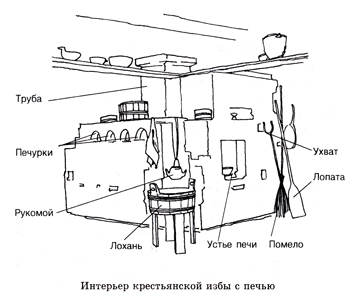 Труба
Печурки
Рукомой
Лохань
Устье печи
Помело
Лопата
Ухват
Интерьер крестьянской избы с печью